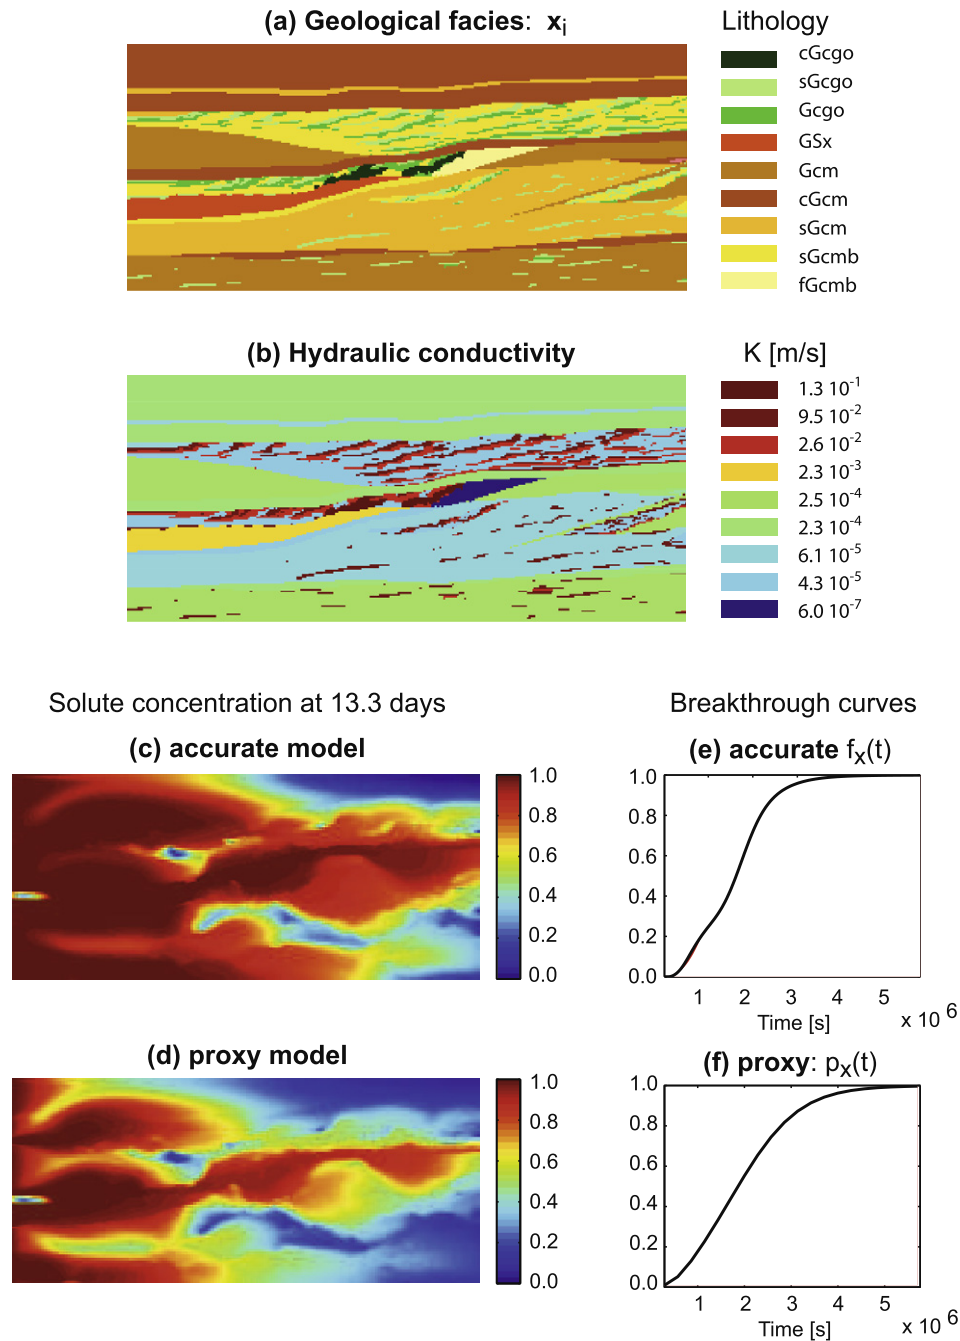 (a) Geological facies: xi
Lithology
cGcgo
sGcgo
Gcgo
GSx
Gcm
cGcm
sGcm
sGcmb
fGcmb
(b) Hydraulic conductivity
K [m/s]
1.3 10-1
9.5 10-2
2.6 10-2
2.3 10-3
2.5 10-4
2.3 10-4
6.1 10-5
4.3 10-5
6.0 10-7
Solute concentration at 13.3 days
Breakthrough curves
(c) accurate model
1.0
0.8
0.6
0.4
0.2
0.0
(e) accurate fx(t)
1.0
0.8
0.6
0.4
0.2
0.0
1 2 3 4 5
Time [s]
x 10 6
(d) proxy model
1.0
0.8
0.6
0.4
0.2
0.0
(f) proxy: px(t)
1.0
0.8
0.6
0.4
0.2
0.0
1 2 3 4 5
Time [s]
x 10 6